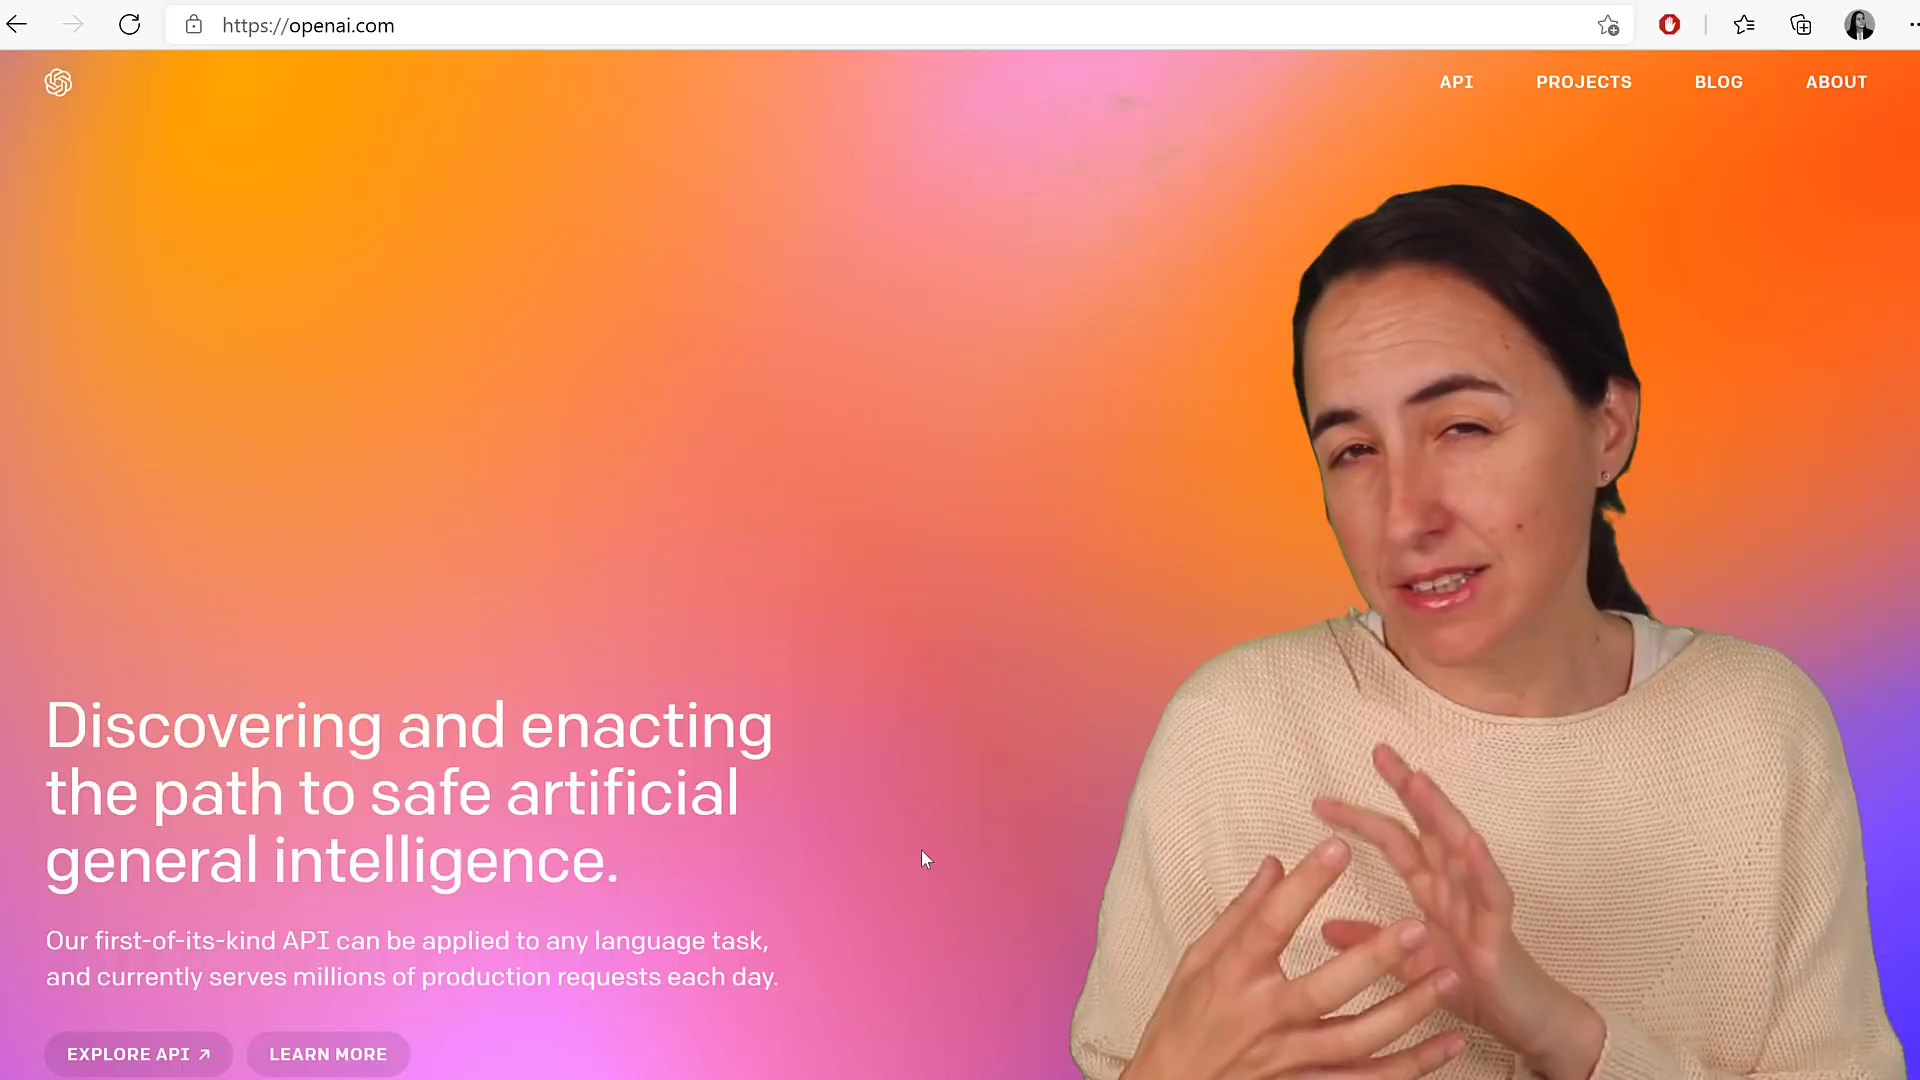 https://openai.com
API PROJECTS BLOG ABOUT
Discovering and enacting
the path to safe artificial
general intelligence.
Our first-of-its-kind API can be applied to any language task,
and currently serves millions of production requests each day.
EXPLORE API ↗ LEARN MORE